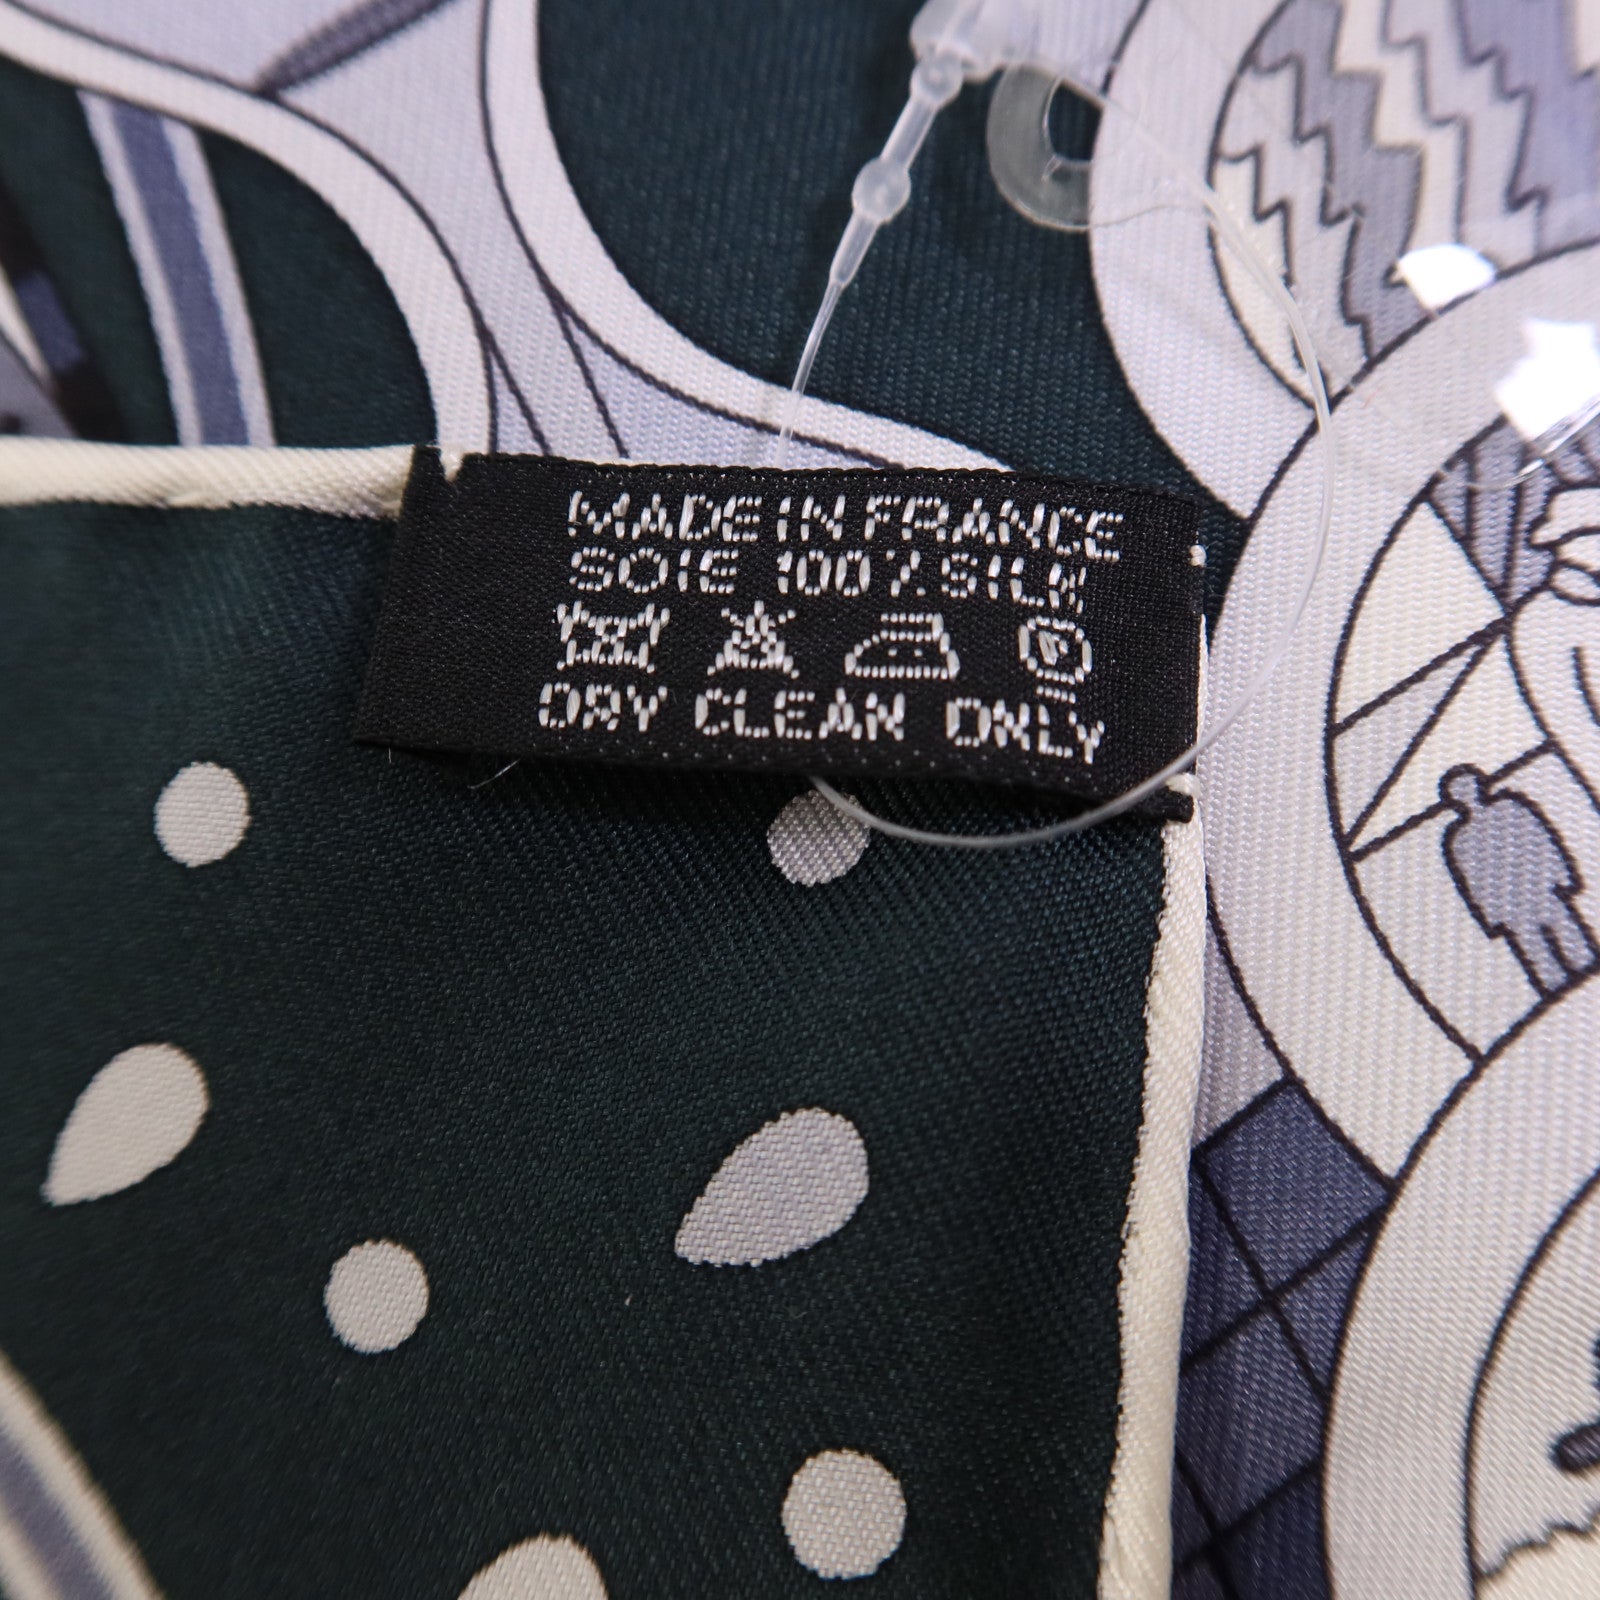 MADE IN FRANCE
SOIE 100% SILK
P
DRY CLEAN ONLY